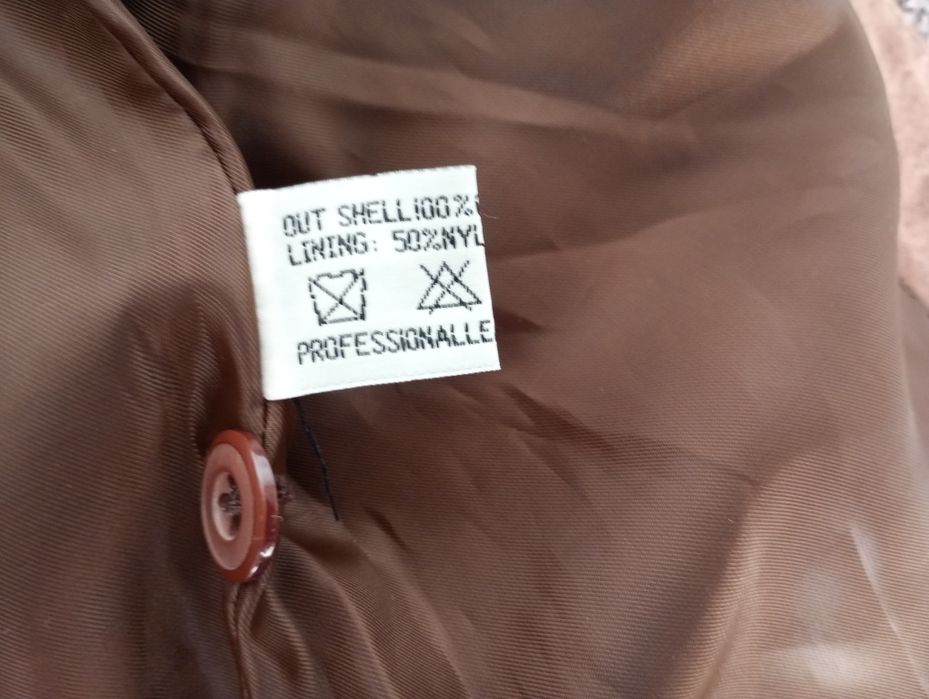 OUT SHELL100%
LINING: 50%NYL
PROFESSIONALLE